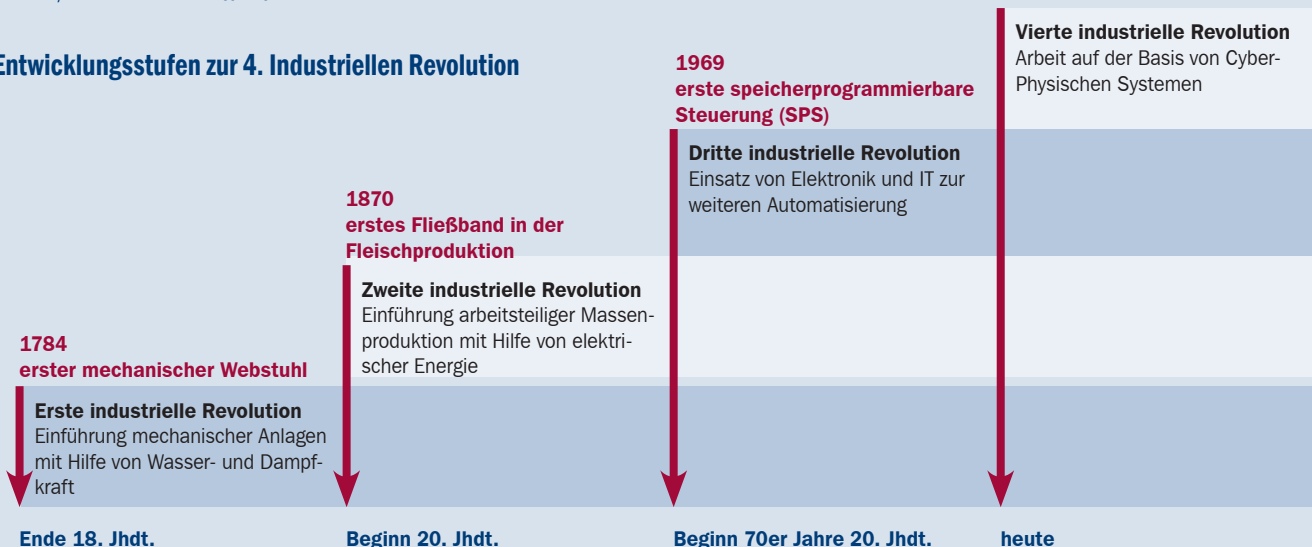 Entwicklungsstufen zur 4. Industriellen Revolution
1784
erster mechanischer Webstuhl
Erste industrielle Revolution
Einführung mechanischer Anlagen
mit Hilfe von Wasser- und Dampf-
kraft
Ende 18. Jhdt.
1870
erstes Fließband in der
Fleischproduktion
Zweite industrielle Revolution
Einführung arbeitsteiliger Massen-
produktion mit Hilfe von elektri-
scher Energie
Beginn 20. Jhdt.
1969
erste speicherprogrammierbare
Steuerung (SPS)
Dritte industrielle Revolution
Einsatz von Elektronik und IT zur
weiteren Automatisierung
Beginn 70er Jahre 20. Jhdt.
Vierte industrielle Revolution
Arbeit auf der Basis von Cyber-
Physischen Systemen
heute